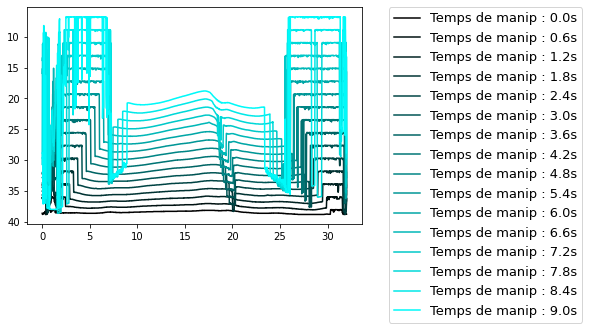 10
15
20
25
30
35
40
0 5 10 15 20 25 30
Temps de manip : 0.0s
Temps de manip : 0.6s
Temps de manip : 1.2s
Temps de manip : 1.8s
Temps de manip : 2.4s
Temps de manip : 3.0s
Temps de manip : 3.6s
Temps de manip : 4.2s
Temps de manip : 4.8s
Temps de manip : 5.4s
Temps de manip : 6.0s
Temps de manip : 6.6s
Temps de manip : 7.2s
Temps de manip : 7.8s
Temps de manip : 8.4s
Temps de manip : 9.0s